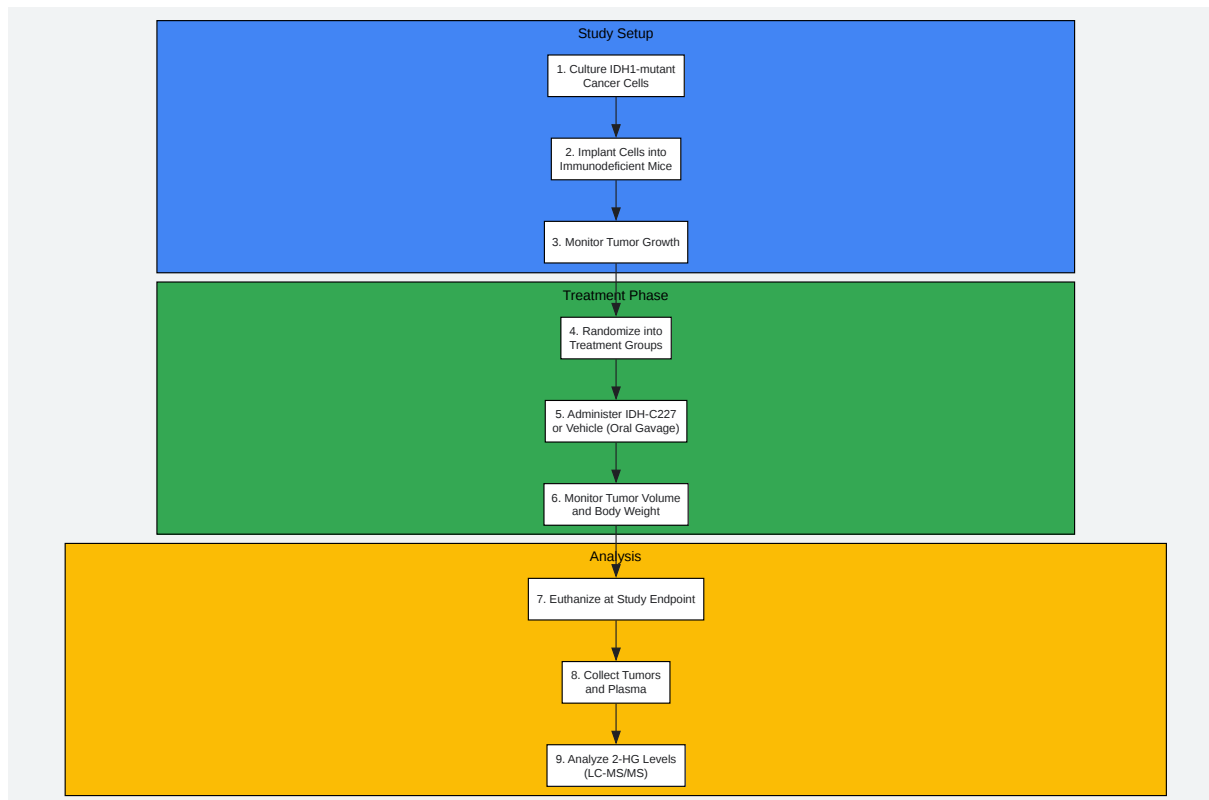 Study Setup
1. Culture IDH1-mutant
Cancer Cells
2. Implant Cells into
Immunodeficient Mice
3. Monitor Tumor Growth
Treatment Phase
4. Randomize into
Treatment Groups
5. Administer IDH-C227
or Vehicle (Oral Gavage)
6. Monitor Tumor Volume
and Body Weight
Analysis
7. Euthanize at Study Endpoint
8. Collect Tumors
and Plasma
9. Analyze 2-HG Levels
(LC-MS/MS)